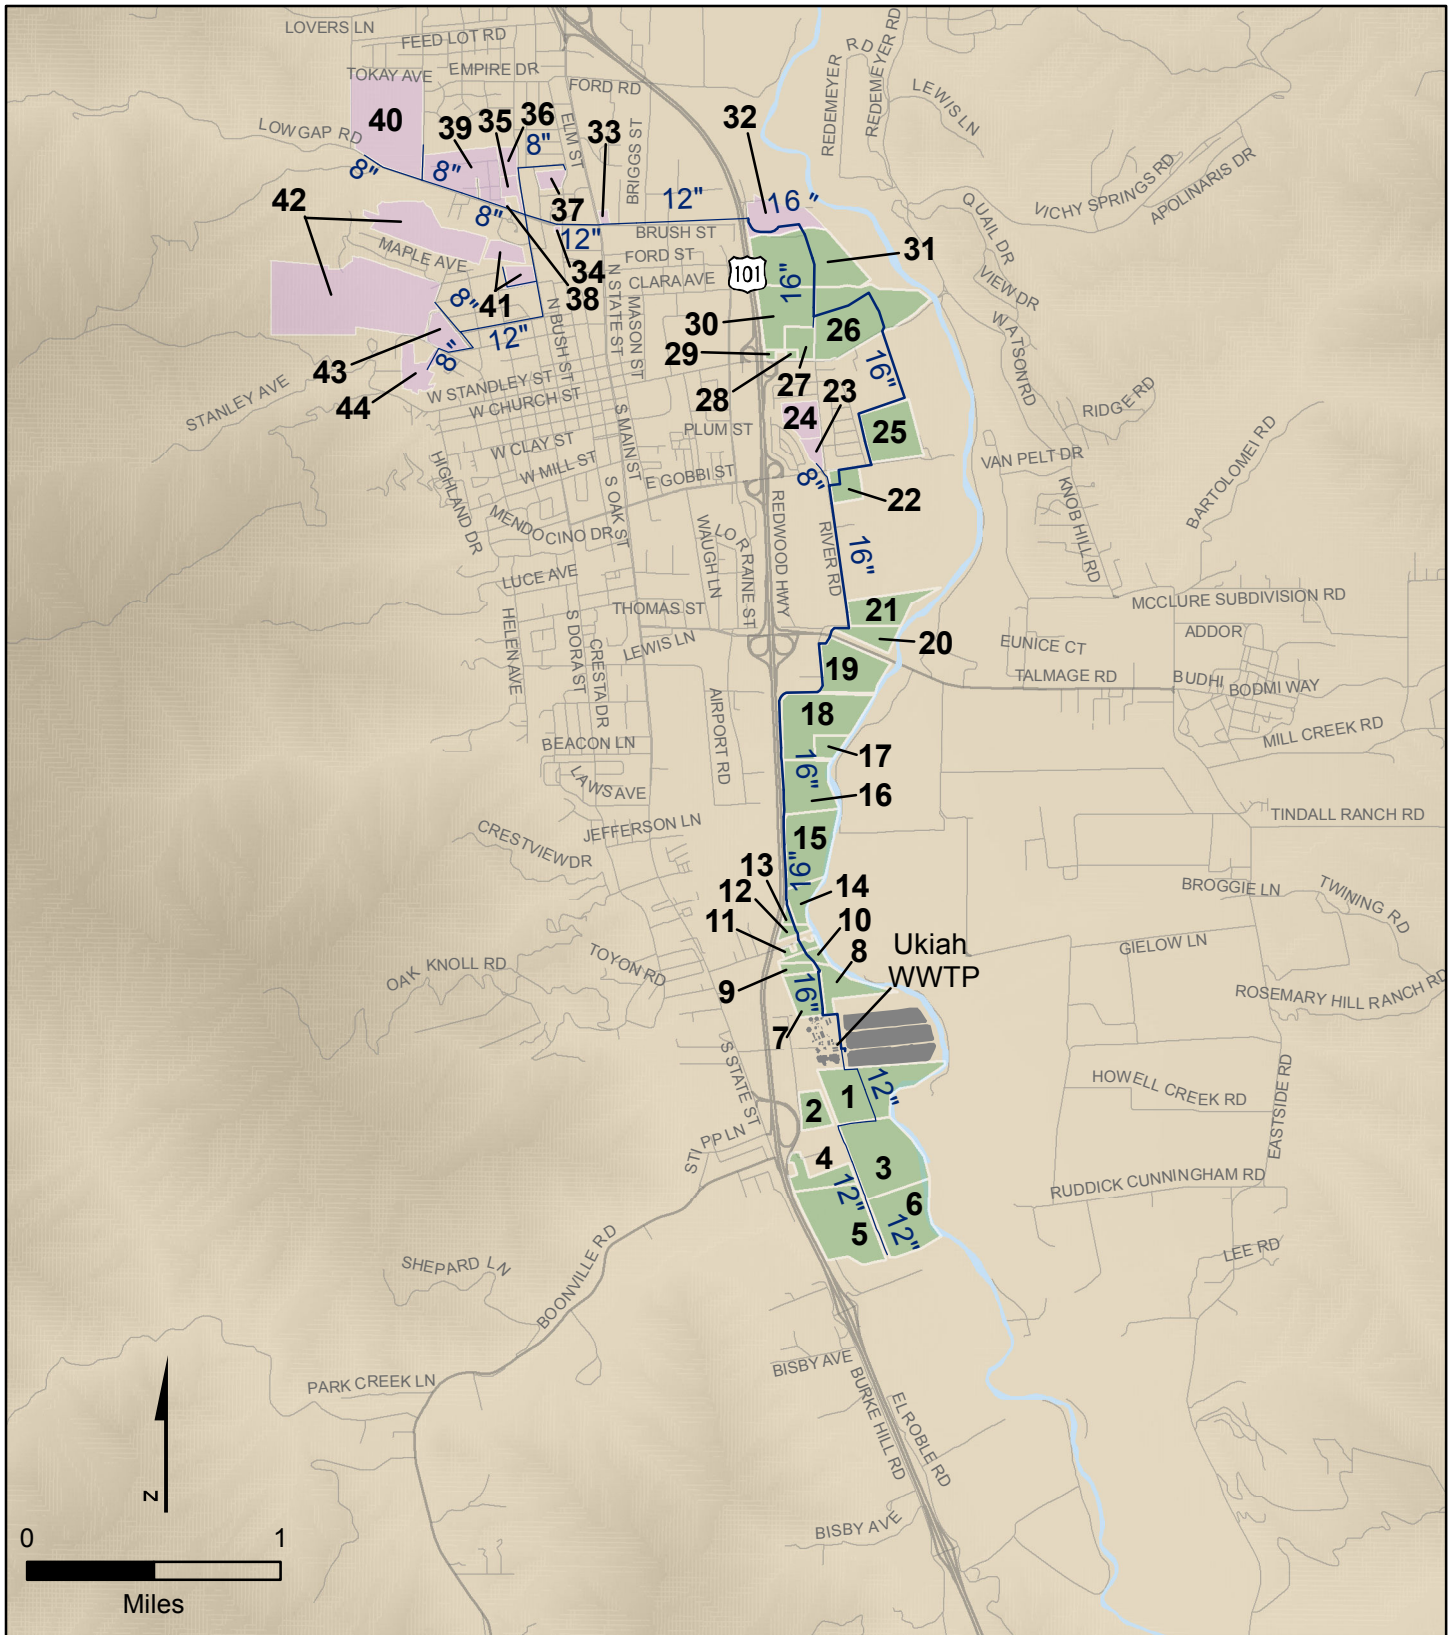 LOVERS LN
FEED LOT RD
TOKAY AVE
EMPIRE DR
FORD RD
REDEMEYER RD
REDEMEYER RD
LEWIS LN
LOW GAP RD
40
39
35
36
8"
ELM ST
33
BRIGGS ST
32
VICHY SPRINGS RD
APOLINARIS DR
8"
8"
37
12"
16 "
42
8"
12"
BRUSH ST
QUAIL DR
MAPLE AVE
34
FORD ST
31
41
38
CLARA AVE
101
16"
VIEW DR
8"
N BUSH ST
N STATE ST
MASON ST
30
26
WATSON RD
12"
43
8"
29
27
16"
44
28
23
STANLEY AVE
W STANDLEY ST
W CHURCH ST
24
RIDGE RD
S MAIN ST
PLUM ST
25
W CLAY ST
W MILL ST
E GOBBI ST
8"
VAN PELT DR
BARTOLOMEI RD
HIGHLAND DR
S OAK ST
22
KNOB HILL RD
MENDOCINO DR
WAUGH LN
LORRAINE ST
REDWOOD HWY
RIVER RD
16"
LUCE AVE
HELEN AVE
S DORA ST
CRESTA DR
THOMAS ST
LEWIS LN
21
20
MCCLURE SUBDIVISION RD
ADDOR
EUNICE CT
TALMAGE RD
BUDHI
BODMI WAY
19
AIRPORT RD
18
MILL CREEK RD
BEACON LN
17
16"
LAWS AVE
16
TINDALL RANCH RD
JEFFERSON LN
CRESTVIEW DR
15
16"
13
12
14
BROGGIE LN
TWINING RD
11
10
8
Ukiah
WWTP
GIELOW LN
OAK KNOLL RD
TOYON RD
9
16"
7
ROSEMARY HILL RANCH RD
S STATE ST
12"
1
2
HOWELL CREEK RD
EASTSIDE RD
STIPP LN
4
3
12"
6
RUDDICK CUNNINGHAM RD
5
12"
LEE RD
SHEPARD LN
BOONVILLE RD
PARK CREEK LN
BISBY AVE
BURKE HILL RD
EL ROBLE RD
BISBY AVE
N
0 1
Miles